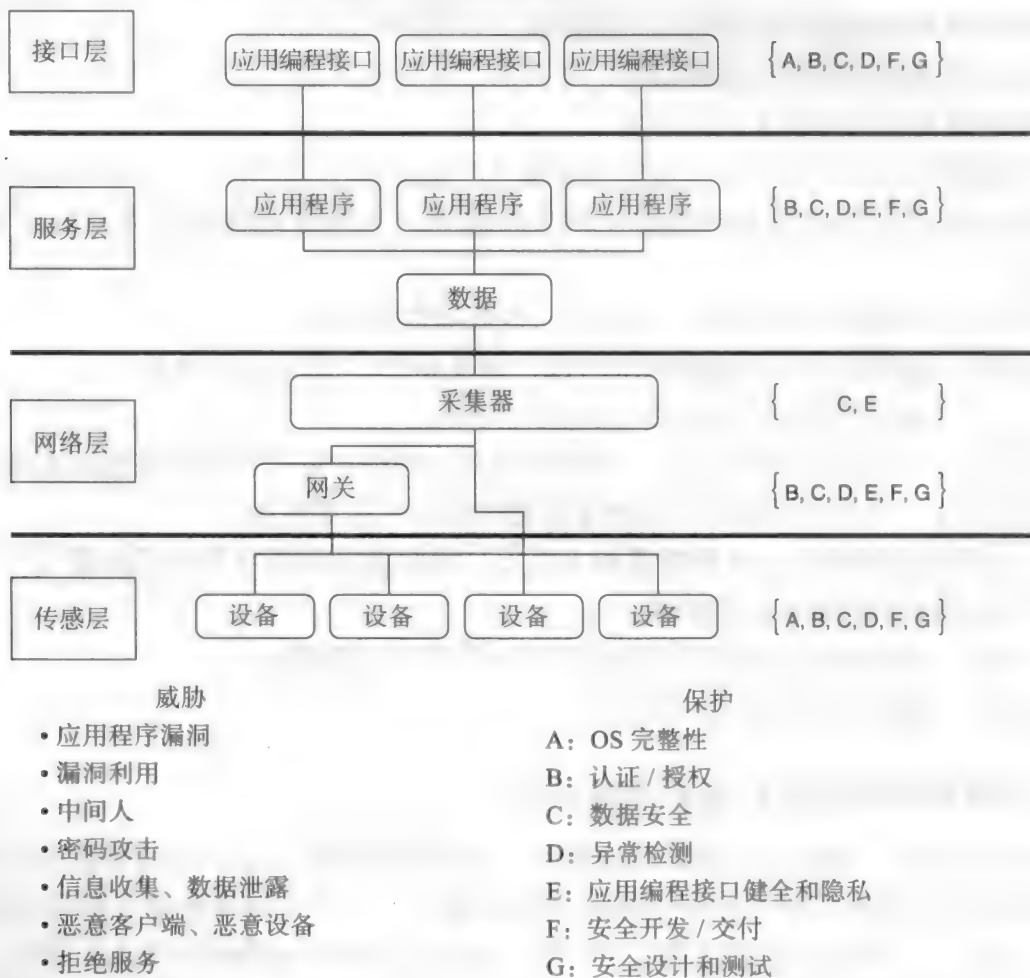 接口层
应用编程接口 应用编程接口 应用编程接口 {A, B, C, D, F, G}
服务层
应用程序 应用程序 应用程序 {B, C, D, E, F, G}
数据
网络层
采集器 { C, E }
网关 {B, C, D, E, F, G}
传感层
设备 设备 设备 设备 {A, B, C, D, F, G}
威胁
•应用程序漏洞
•漏洞利用
•中间人
•密码攻击
•信息收集、数据泄露
•恶意客户端、恶意设备
•拒绝服务
保护
A：OS 完整性
B：认证 / 授权
C：数据安全
D：异常检测
E：应用编程接口健全和隐私
F：安全开发 / 交付
G：安全设计和测试